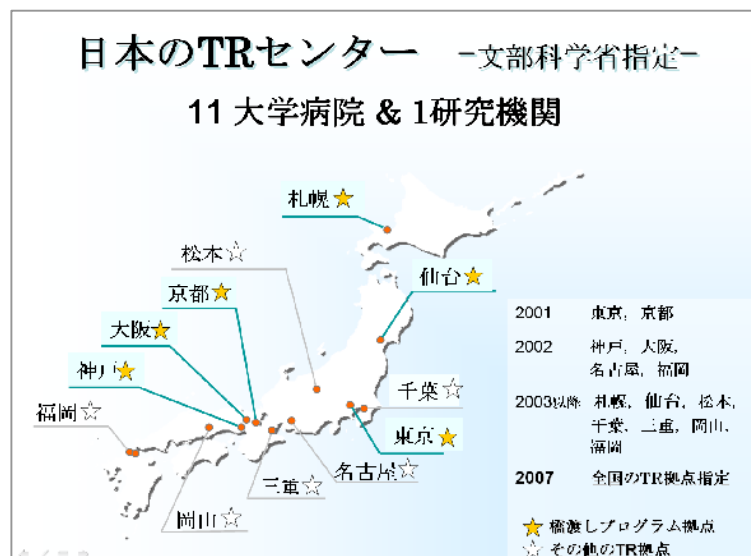 日本のTRセンター -文部科学省指定-
11 大学病院 & 1研究機関
札幌☆
松本☆
仙台★
京都★
大阪★
神戸★
千葉☆
福岡☆
東京★
名古屋☆
三重☆
岡山☆
2001 東京, 京都
2002 神戸, 大阪,
名古屋, 福岡
2003以降 札幌, 仙台, 松本,
千葉, 三重, 岡山,
福岡
2007 全国のTR拠点指定
★ 橋渡しプログラム拠点
☆ その他のTR拠点